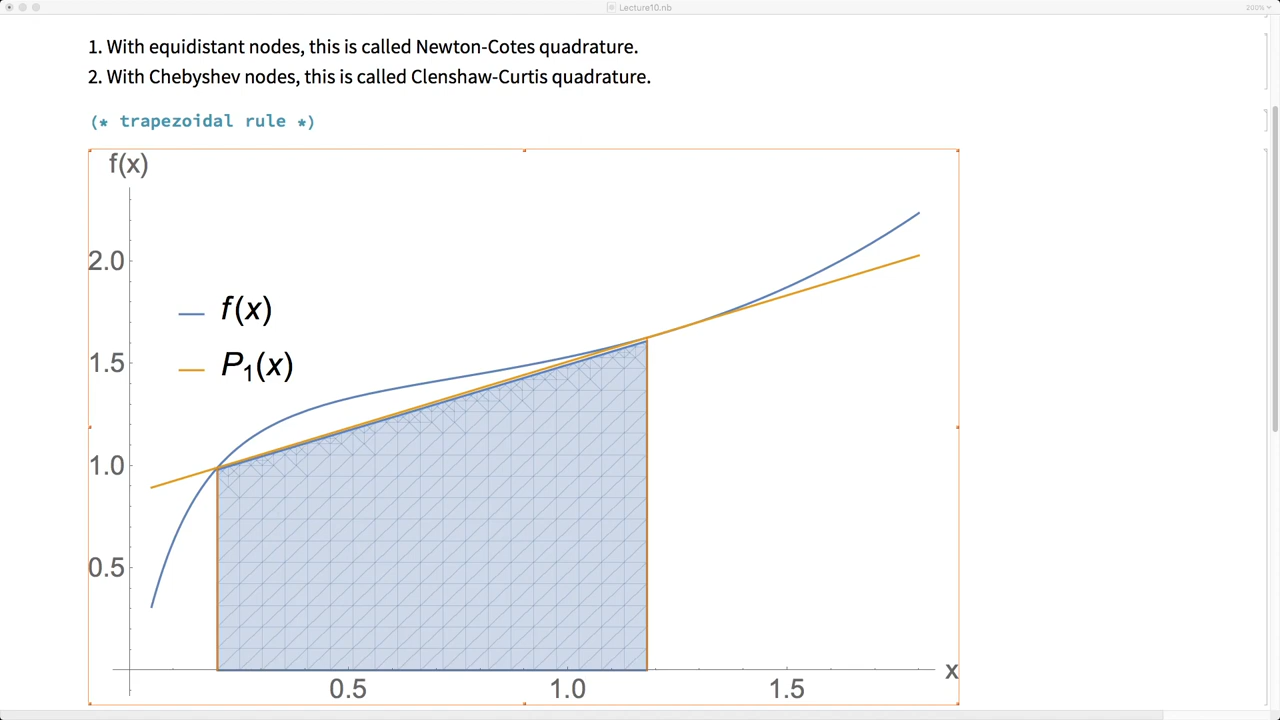 Lecture10.nb
200%
1. With equidistant nodes, this is called Newton-Cotes quadrature.
2. With Chebyshev nodes, this is called Clenshaw-Curtis quadrature.
(* trapezoidal rule *)
f(x)
2.0
f(x)
1.5
P₁(x)
1.0
0.5
x
0.5 1.0 1.5